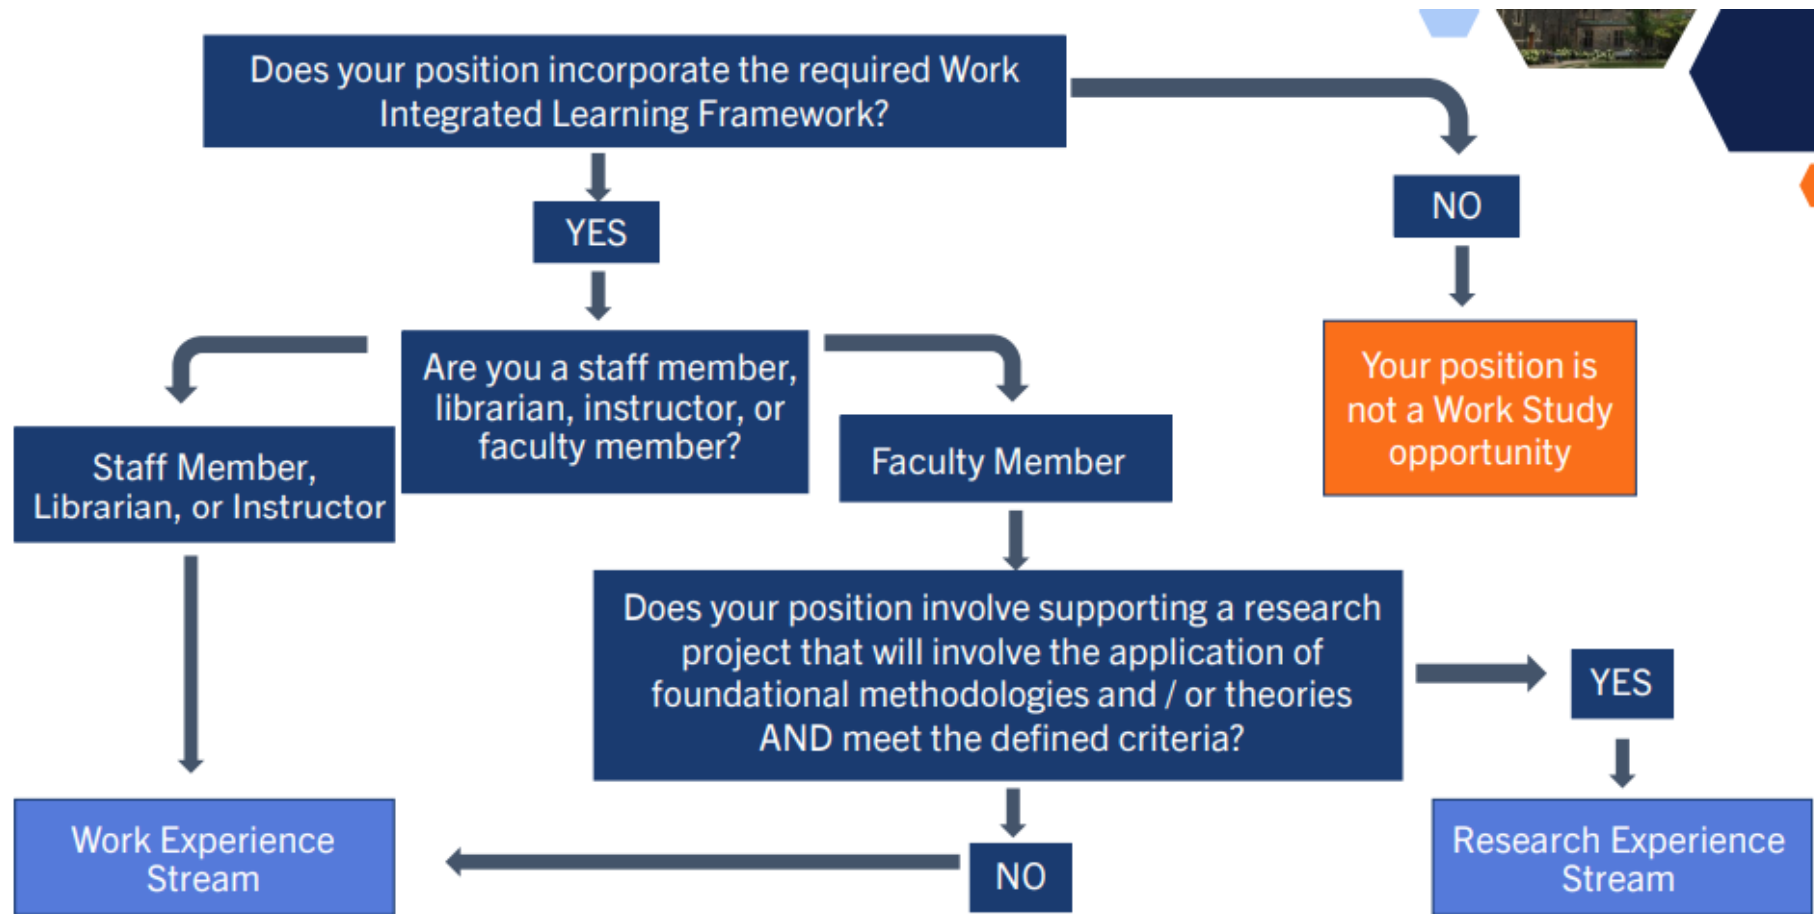 Does your position incorporate the required Work
Integrated Learning Framework?
YES
NO
Are you a staff member,
librarian, instructor, or
faculty member?
Your position is
not a Work Study
opportunity
Staff Member,
Librarian, or Instructor
Faculty Member
Does your position involve supporting a research
project that will involve the application of
foundational methodologies and / or theories
AND meet the defined criteria?
YES
NO
Work Experience
Stream
Research Experience
Stream